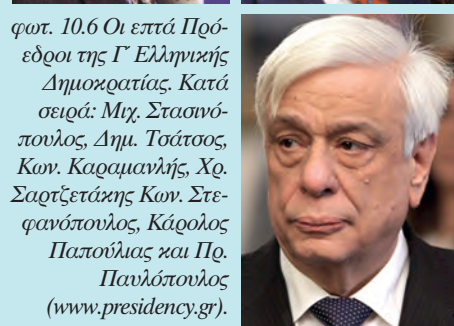 φωτ. 10.6 Οι επτά Πρό-
εδροι της Γ΄ Ελληνικής
Δημοκρατίας. Κατά
σειρά: Μιχ. Στασινό-
πουλος, Δημ. Τσάτσος,
Κων. Καραμανλής, Χρ.
Σαρτζετάκης Κων. Στε-
φανόπουλος, Κάρολος
Παπούλιας και Πρ.
Παυλόπουλος
(www.presidency.gr).